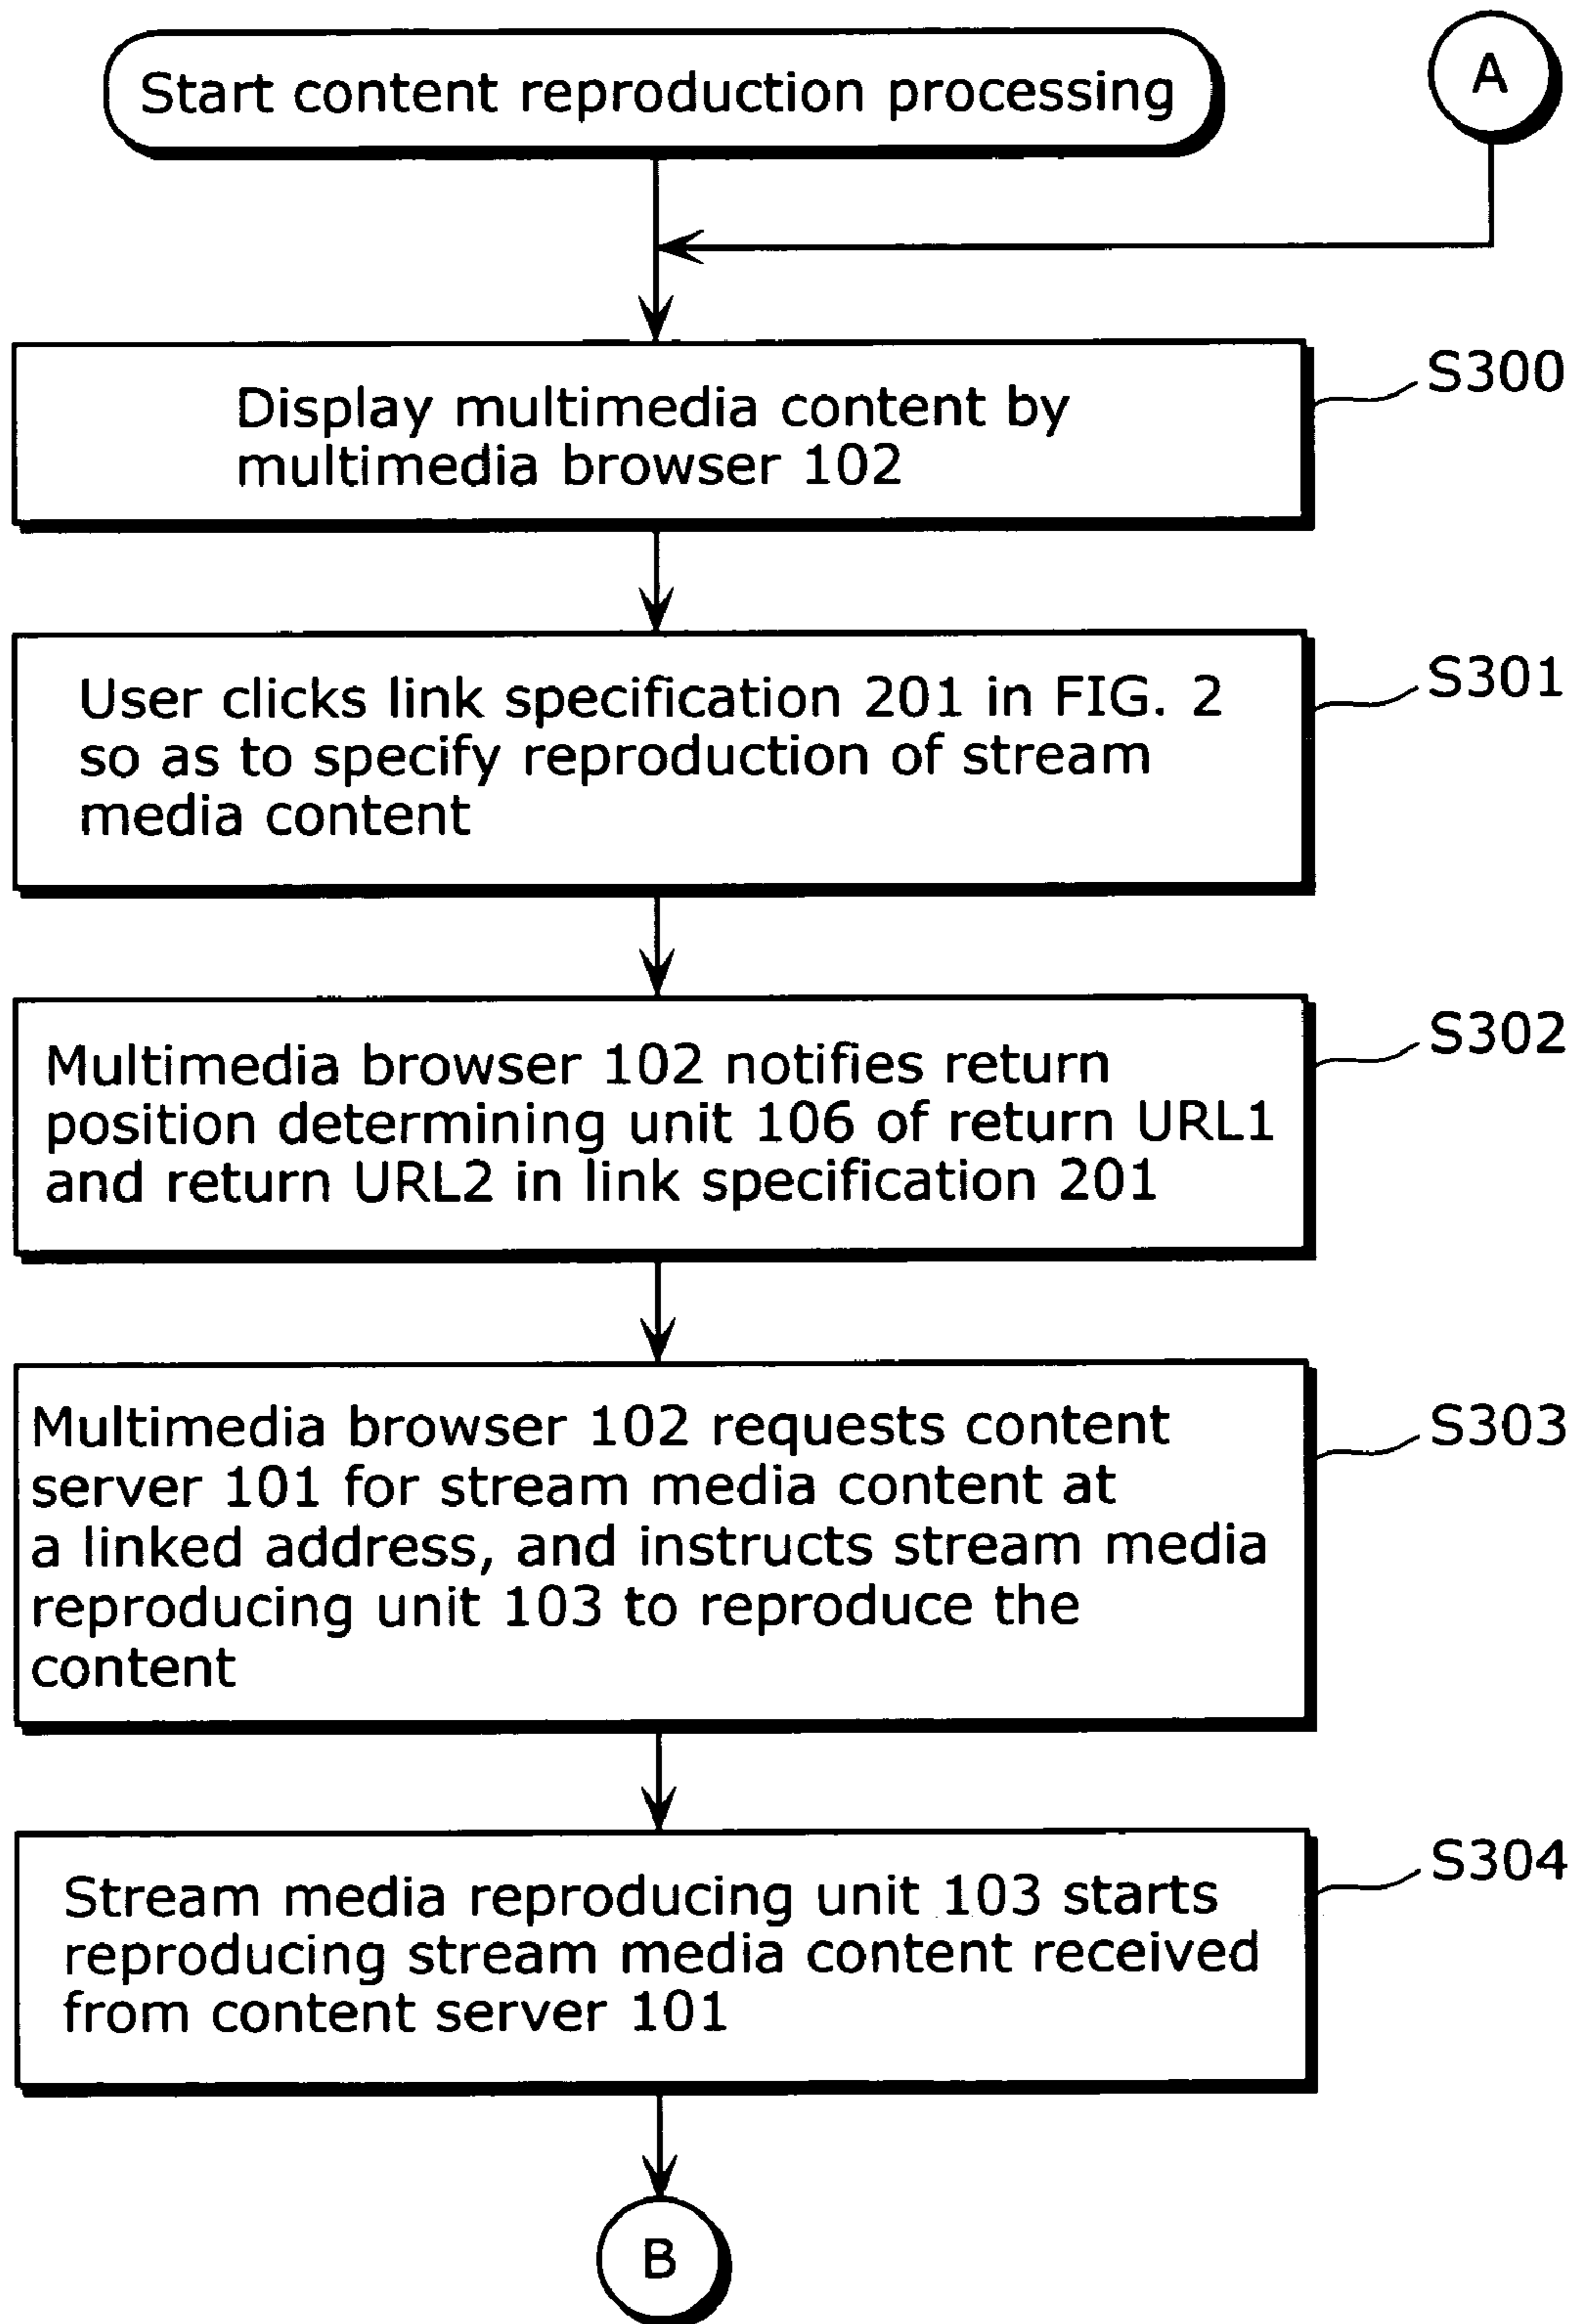 Start content reproduction processing
A
Display multimedia content by
multimedia browser 102
S300
User clicks link specification 201 in FIG. 2
so as to specify reproduction of stream
media content
S301
Multimedia browser 102 notifies return
position determining unit 106 of return URL1
and return URL2 in link specification 201
S302
Multimedia browser 102 requests content
server 101 for stream media content at
a linked address, and instructs stream media
reproducing unit 103 to reproduce the
content
S303
Stream media reproducing unit 103 starts
reproducing stream media content received
from content server 101
S304
B